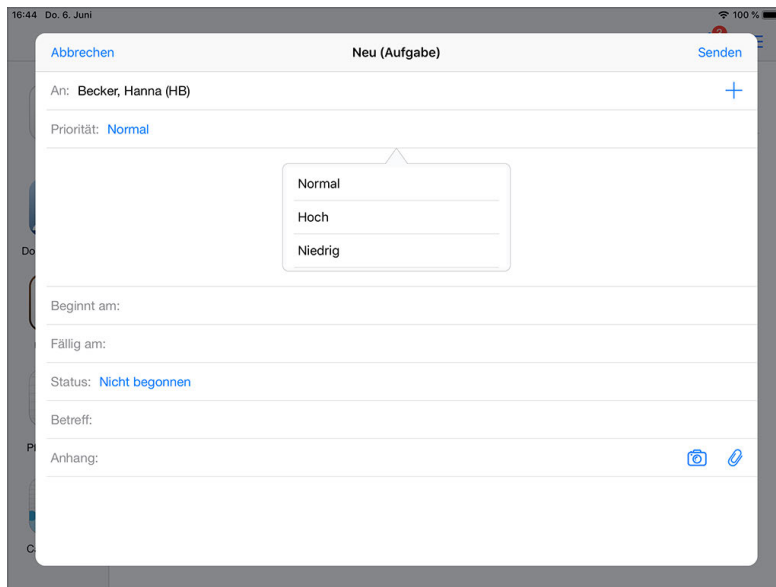 16:44 Do. 6. Juni 100 %
Abbrechen Neu (Aufgabe) Senden
An: Becker, Hanna (HB)
Priorität: Normal
Normal
Hoch
Niedrig
Beginnt am:
Fällig am:
Status: Nicht begonnen
Betreff:
Anhang: